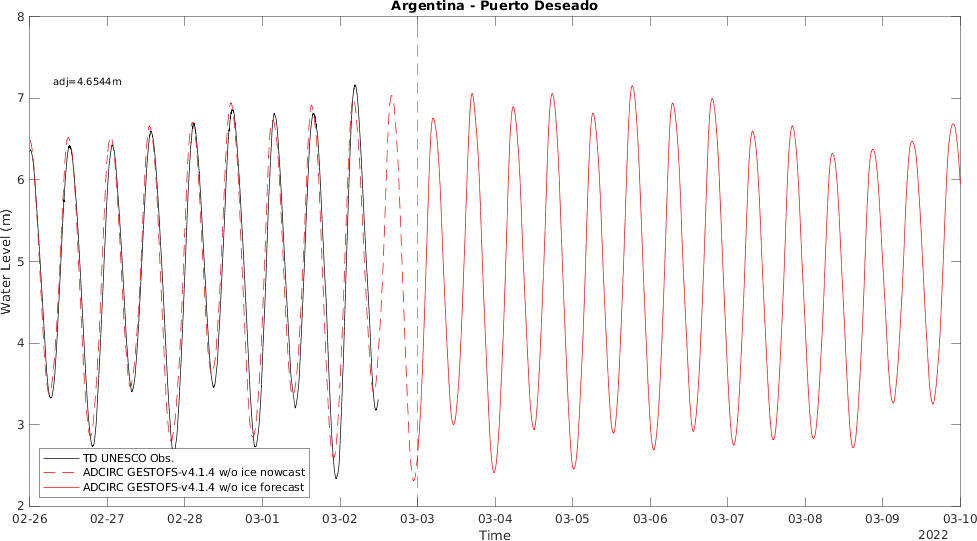 Argentina - Puerto Deseado
8
adj=4.6544m
7
6
5
4
3
2
Water Level (m)
TD UNESCO Obs.
ADCIRC GESTOFS-v4.1.4 w/o ice nowcast
ADCIRC GESTOFS-v4.1.4 w/o ice forecast
02-26 02-27 02-28 03-01 03-02 03-03 03-04 03-05 03-06 03-07 03-08 03-09 03-10
Time
2022